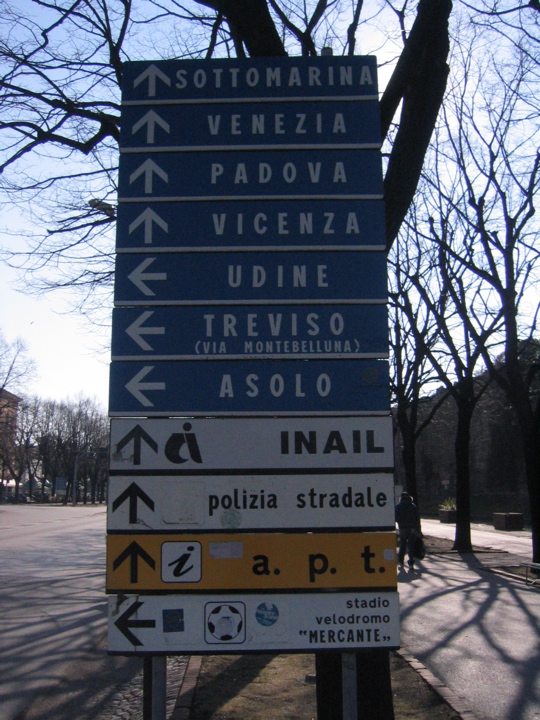 SOTTOMARINA
VENEZIA
PADOVA
VICENZA
UDINE
TREVISO
(VIA MONTEBELLUNA)
ASOLO
INAIL
polizia stradale
i a. p. t.
stadio
velodromo
"MERCANTE"